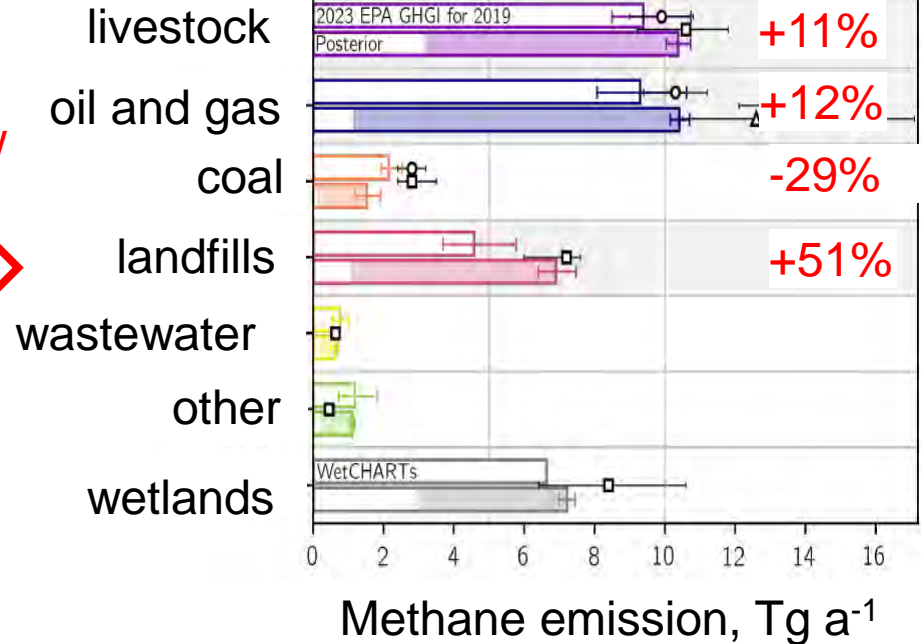 livestock
2023 EPA GHGI for 2019
Posterior
+11%
oil and gas
+12%
coal
-29%
landfills
+51%
wastewater
other
wetlands
WetCHARTs
0 2 4 6 8 10 12 14 16
Methane emission, Tg a-1